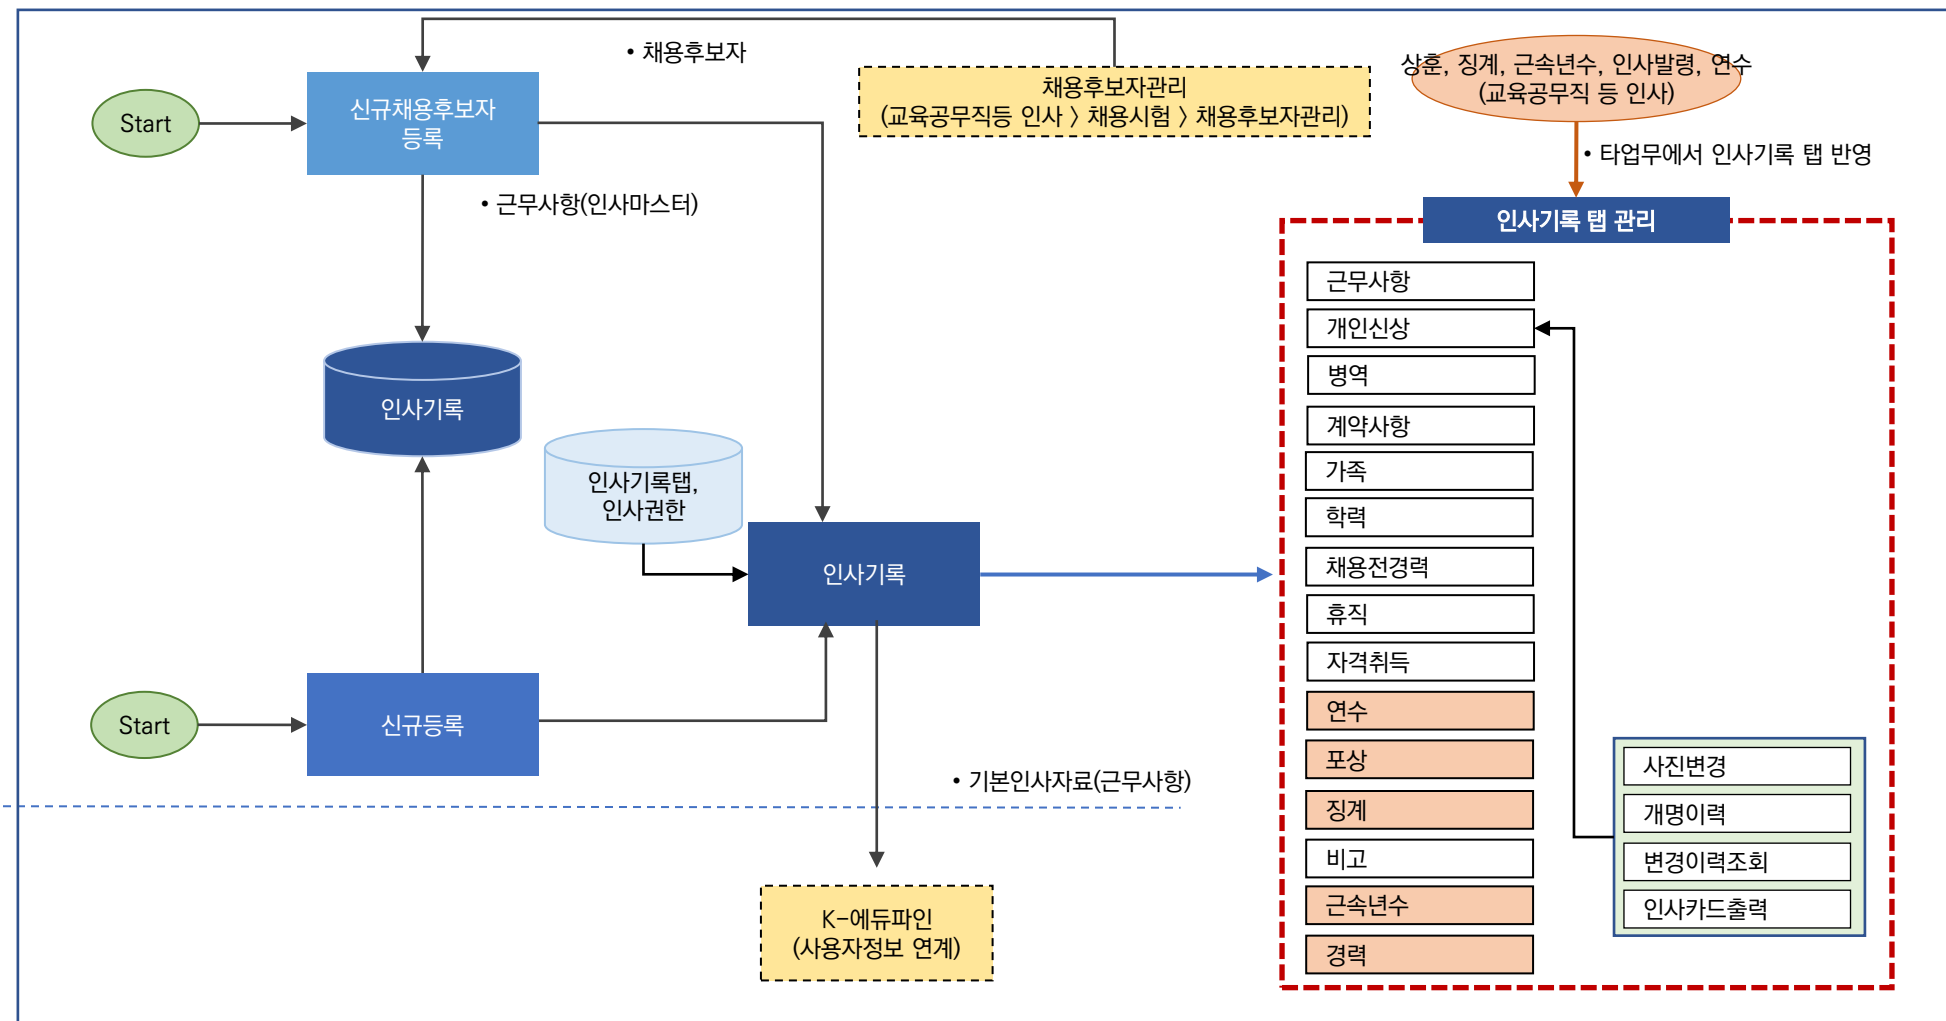 • 채용후보자
상훈, 징계, 근속년수, 인사발령, 연수
(교육공무직 등 인사)
채용후보자관리
(교육공무직등 인사 > 채용시험 > 채용후보자관리)
Start
신규채용후보자
등록
• 타업무에서 인사기록 탭 반영
• 근무사항(인사마스터)
인사기록 탭 관리
근무사항
개인신상
병역
계약사항
가족
학력
채용전경력
휴직
자격취득
연수
포상
징계
비고
근속년수
경력
인사기록
인사기록탭,
인사권한
인사기록
Start
신규등록
• 기본인사자료(근무사항)
사진변경
개명이력
변경이력조회
인사카드출력
K-에듀파인
(사용자정보 연계)